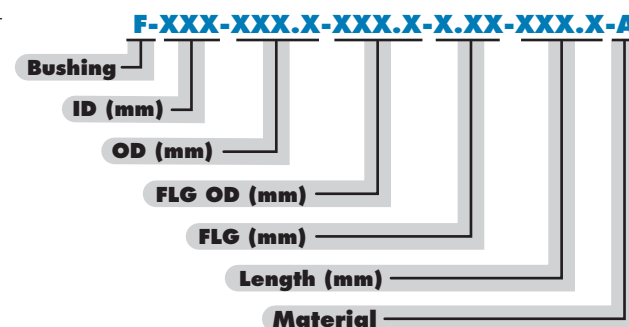 F-XXX-XXX.X-XXX.X-X.XX-XXX.X-A
Bushing
ID (mm)
OD (mm)
FLG OD (mm)
FLG (mm)
Length (mm)
Material